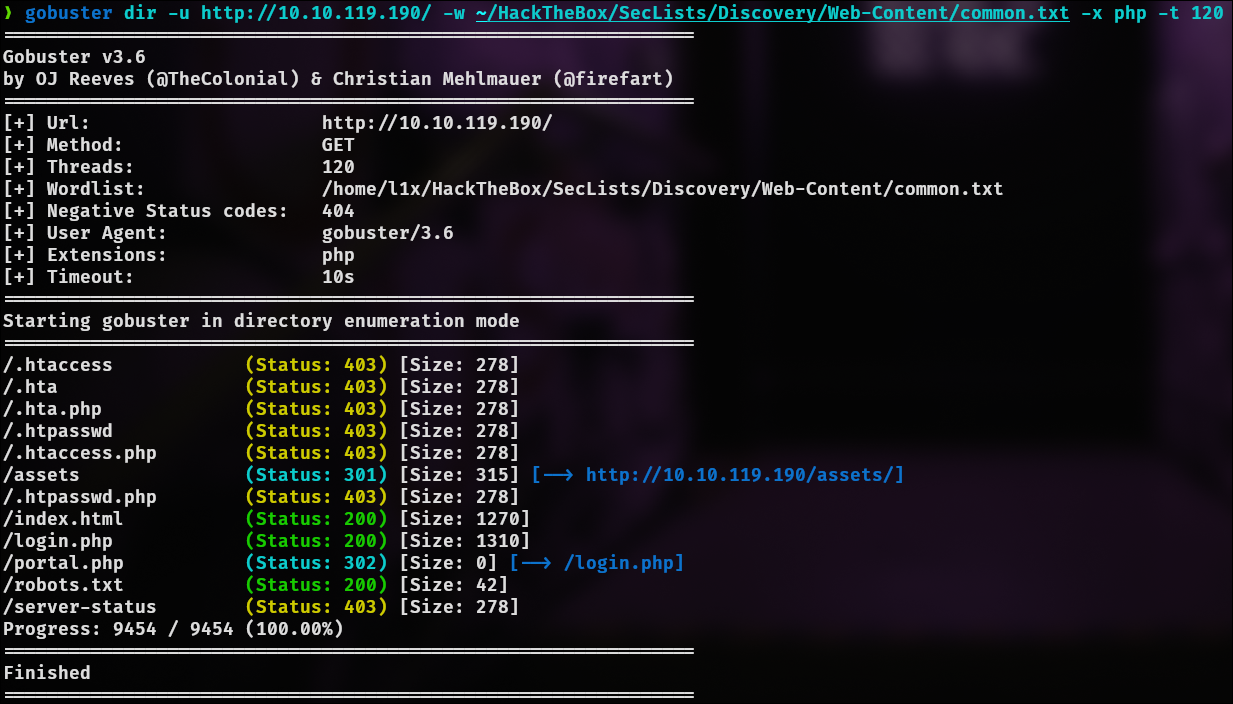 ❯ gobuster dir -u http://10.10.119.190/ -w ~/HackTheBox/SecLists/Discovery/Web-Content/common.txt -x php -t 120
===============================================================
Gobuster v3.6
by OJ Reeves (@TheColonial) & Christian Mehlmauer (@firefart)
===============================================================
[+] Url:                     http://10.10.119.190/
[+] Method:                  GET
[+] Threads:                 120
[+] Wordlist:                /home/l1x/HackTheBox/SecLists/Discovery/Web-Content/common.txt
[+] Negative Status codes:   404
[+] User Agent:              gobuster/3.6
[+] Extensions:              php
[+] Timeout:                 10s
===============================================================
Starting gobuster in directory enumeration mode
===============================================================
/.htaccess            (Status: 403) [Size: 278]
/.hta                 (Status: 403) [Size: 278]
/.hta.php             (Status: 403) [Size: 278]
/.htpasswd            (Status: 403) [Size: 278]
/.htaccess.php        (Status: 403) [Size: 278]
/assets               (Status: 301) [Size: 315] [--> http://10.10.119.190/assets/]
/.htpasswd.php        (Status: 403) [Size: 278]
/index.html           (Status: 200) [Size: 1270]
/login.php            (Status: 200) [Size: 1310]
/portal.php           (Status: 302) [Size: 0] [--> /login.php]
/robots.txt           (Status: 200) [Size: 42]
/server-status        (Status: 403) [Size: 278]
Progress: 9454 / 9454 (100.00%)
===============================================================
Finished
===============================================================